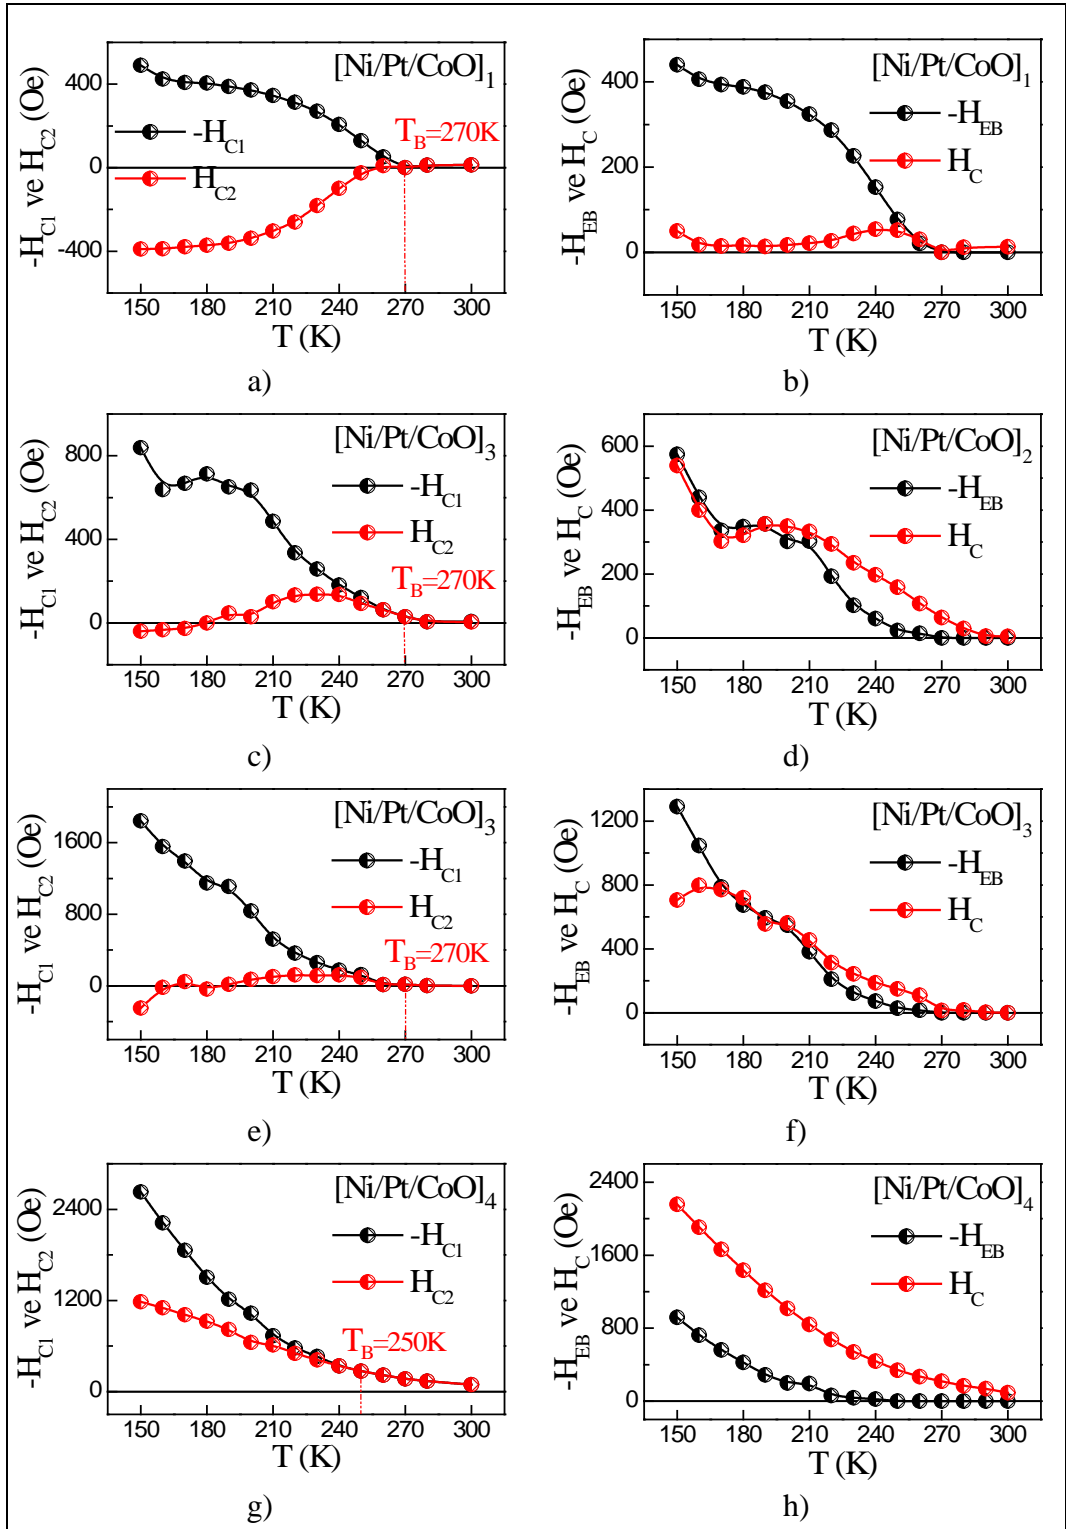 [Ni/Pt/CoO]1
-HC1 ve HC2 (Oe)
400
0
-400
-HC1
HC2
TB=270K
150 180 210 240 270 300
T (K)
a)
[Ni/Pt/CoO]1
-HEB ve HC (Oe)
400
200
0
-HEB
HC
150 180 210 240 270 300
T (K)
b)
[Ni/Pt/CoO]3
-HC1 ve HC2 (Oe)
800
400
0
-HC1
HC2
TB=270K
150 180 210 240 270 300
T (K)
c)
[Ni/Pt/CoO]2
-HEB ve HC (Oe)
600
400
200
0
-HEB
HC
150 180 210 240 270 300
T (K)
d)
[Ni/Pt/CoO]3
-HC1 ve HC2 (Oe)
1600
800
0
-HC1
HC2
TB=270K
150 180 210 240 270 300
T (K)
e)
[Ni/Pt/CoO]3
-HEB ve HC (Oe)
1200
800
400
0
-HEB
HC
150 180 210 240 270 300
T (K)
f)
[Ni/Pt/CoO]4
-HC1 ve HC2 (Oe)
2400
1200
0
-HC1
HC2
TB=250K
150 180 210 240 270 300
T (K)
g)
[Ni/Pt/CoO]4
-HEB ve HC (Oe)
2400
1600
800
0
-HEB
HC
150 180 210 240 270 300
T (K)
h)